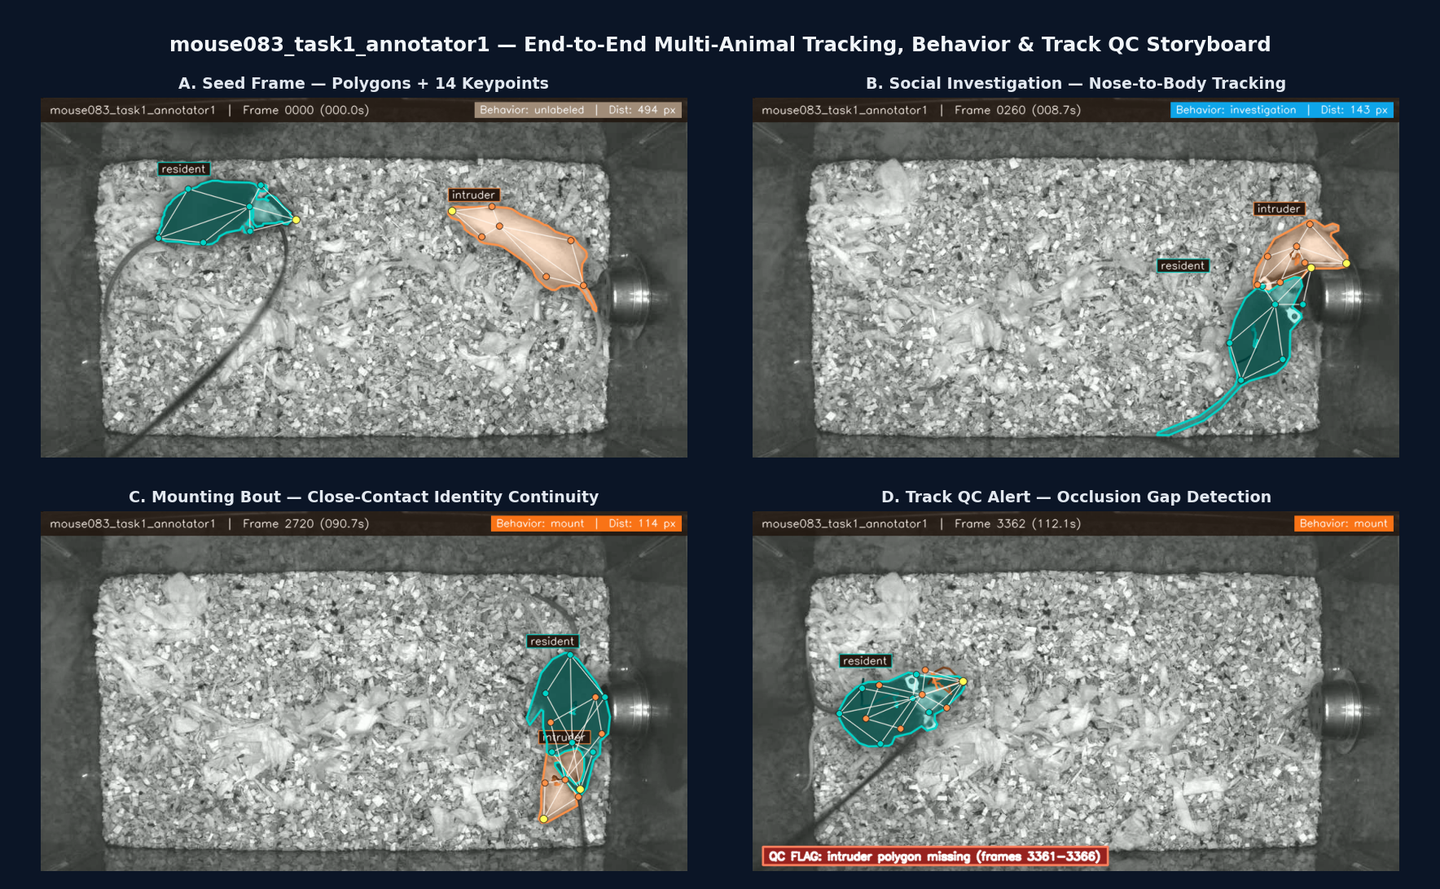 mouse083_task1_annotator1 — End-to-End Multi-Animal Tracking, Behavior & Track QC Storyboard
A. Seed Frame — Polygons + 14 Keypoints
mouse083_task1_annotator1 | Frame 0000 (000.0s) Behavior: unlabeled | Dist: 494 px
resident
intruder
B. Social Investigation — Nose-to-Body Tracking
mouse083_task1_annotator1 | Frame 0260 (008.7s) Behavior: investigation | Dist: 143 px
intruder
resident
C. Mounting Bout — Close-Contact Identity Continuity
mouse083_task1_annotator1 | Frame 2720 (090.7s) Behavior: mount | Dist: 114 px
resident
intruder
D. Track QC Alert — Occlusion Gap Detection
mouse083_task1_annotator1 | Frame 3362 (112.1s) Behavior: mount
resident
QC FLAG: intruder polygon missing (frames 3361–3366)